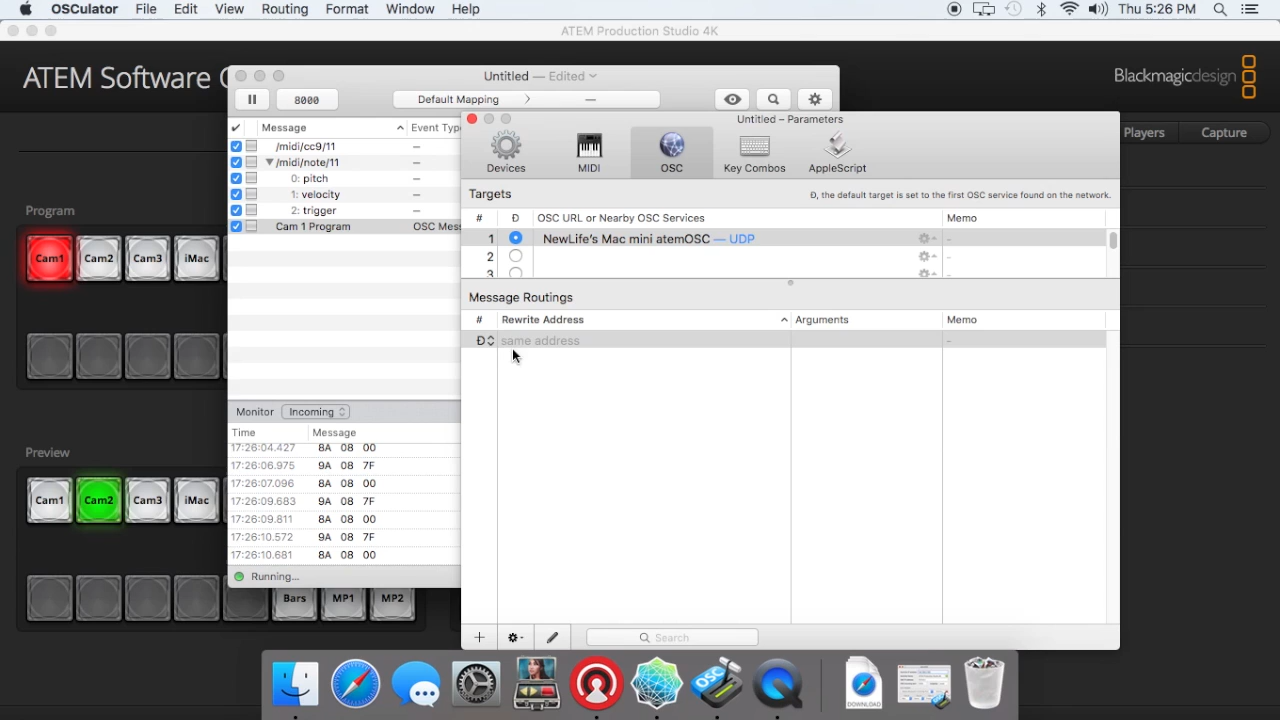 OSCulator File Edit View Routing Format Window Help Thu 5:26 PM
ATEM Production Studio 4K
ATEM Software C
Blackmagicdesign
Untitled — Edited
8000
Default Mapping
—
Untitled – Parameters
Players
Capture
Message
Event Type
/midi/cc9/11 —
/midi/note/11 —
0: pitch —
1: velocity —
2: trigger —
Cam 1 Program OSC Mess
Devices
MIDI
OSC
Key Combos
AppleScript
Targets
Đ, the default target is set to the first OSC service found on the network.
# Đ OSC URL or Nearby OSC Services Memo
1 NewLife's Mac mini atemOSC — UDP -
2 -
3 -
Message Routings
# Rewrite Address Arguments Memo
Đ same address -
Search
Program
Cam1
Cam2
Cam3
iMac
Monitor
Incoming
Time Message
17:26:04.427 8A 08 00
17:26:06.975 9A 08 7F
17:26:07.096 8A 08 00
17:26:09.683 9A 08 7F
17:26:09.811 8A 08 00
17:26:10.572 9A 08 7F
17:26:10.681 8A 08 00
Running...
Preview
Cam1
Cam2
Cam3
iMac
Bars
MP1
MP2
OSC
DOWNLOAD